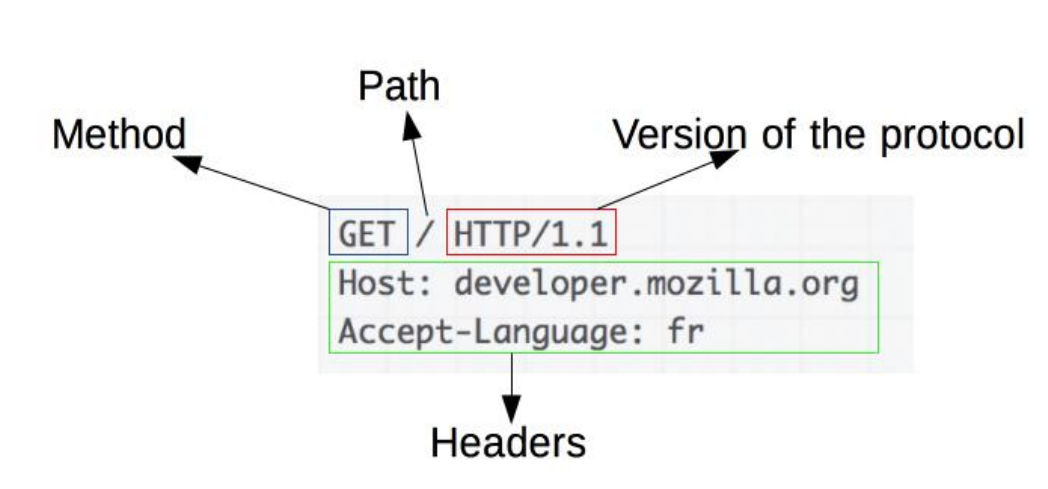 Path
Method
Version of the protocol
GET / HTTP/1.1
Host: developer.mozilla.org
Accept-Language: fr
Headers